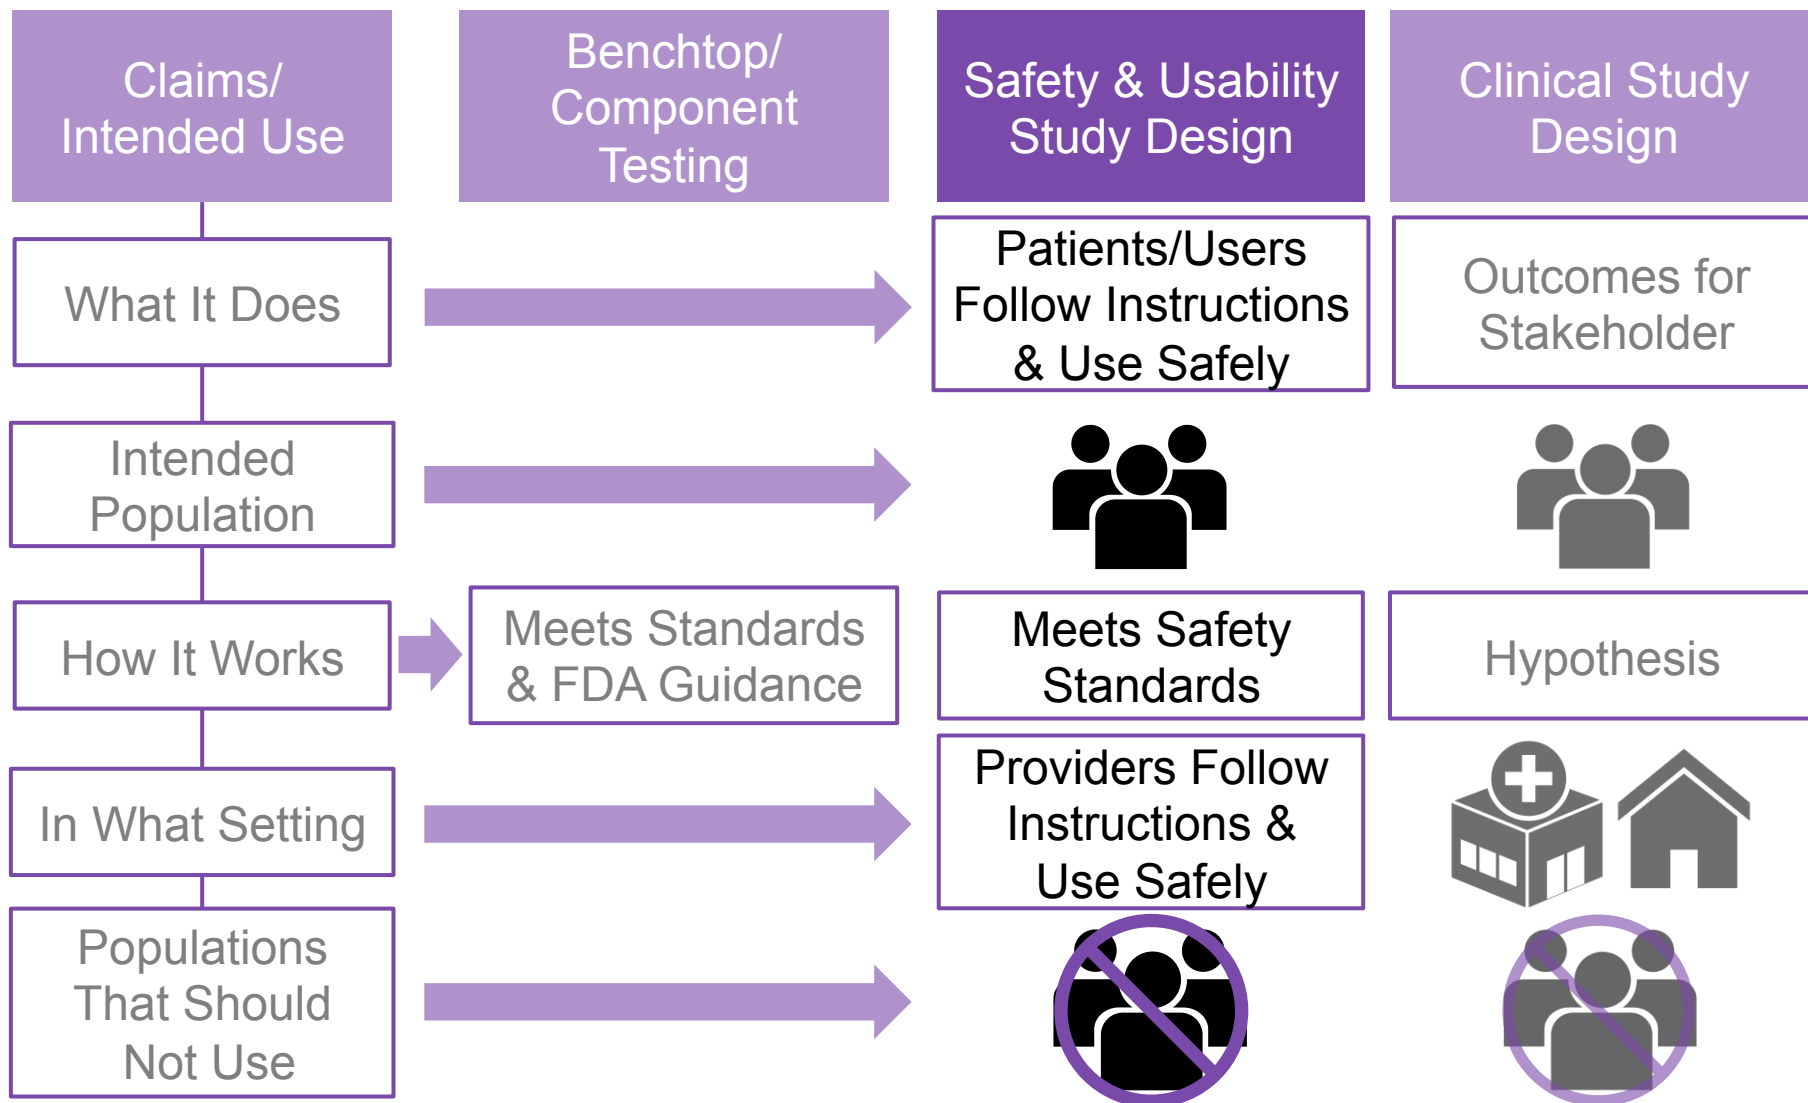 Claims/
Intended Use
Benchtop/
Component
Testing
Safety & Usability
Study Design
Clinical Study
Design
What It Does
Patients/Users
Follow Instructions
& Use Safely
Outcomes for
Stakeholder
Intended
Population
How It Works
Meets Standards
& FDA Guidance
Meets Safety
Standards
Hypothesis
In What Setting
Providers Follow
Instructions &
Use Safely
Populations
That Should
Not Use